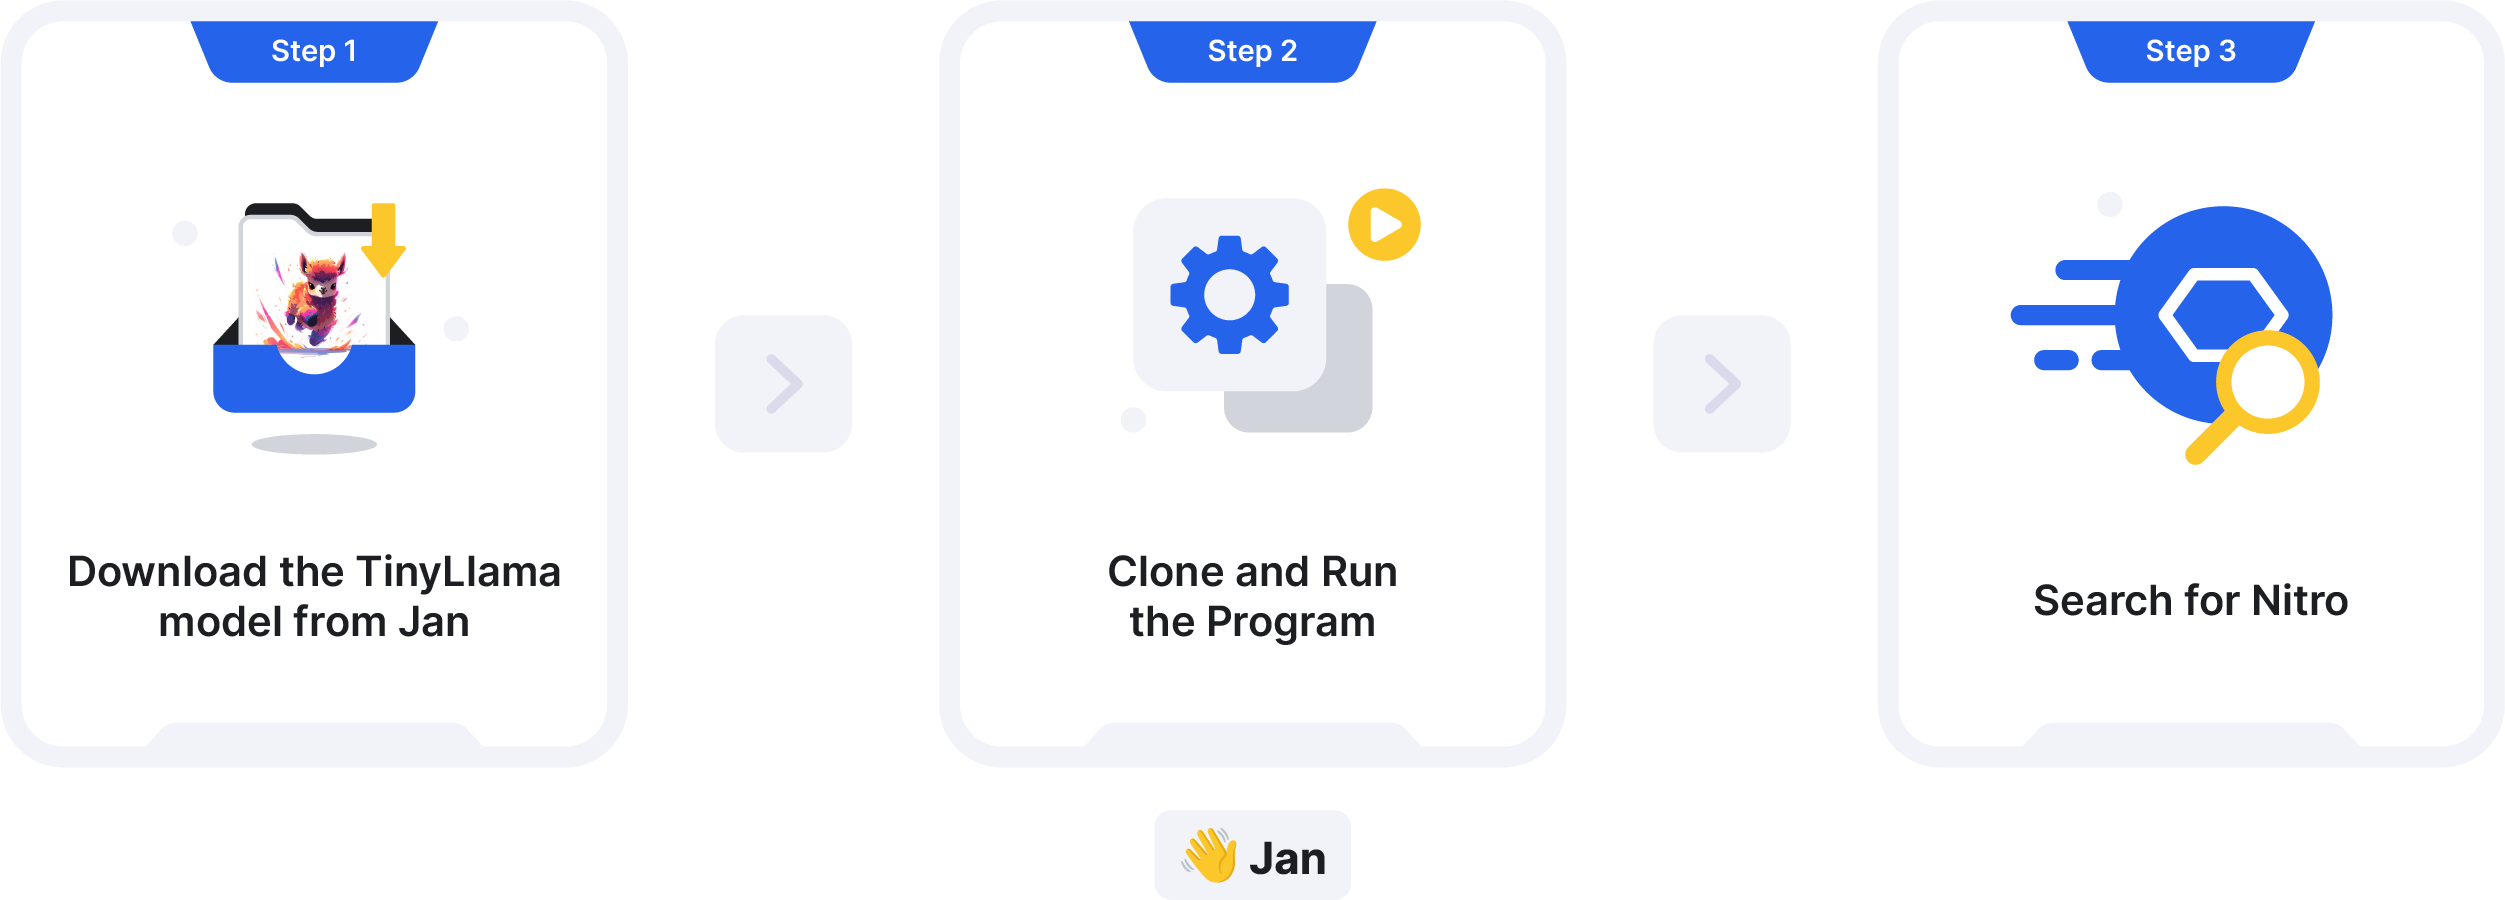 Step 1
Download the TinyLlama
model from Jan
Step 2
Clone and Run
the Program
Step 3
Search for Nitro
Jan